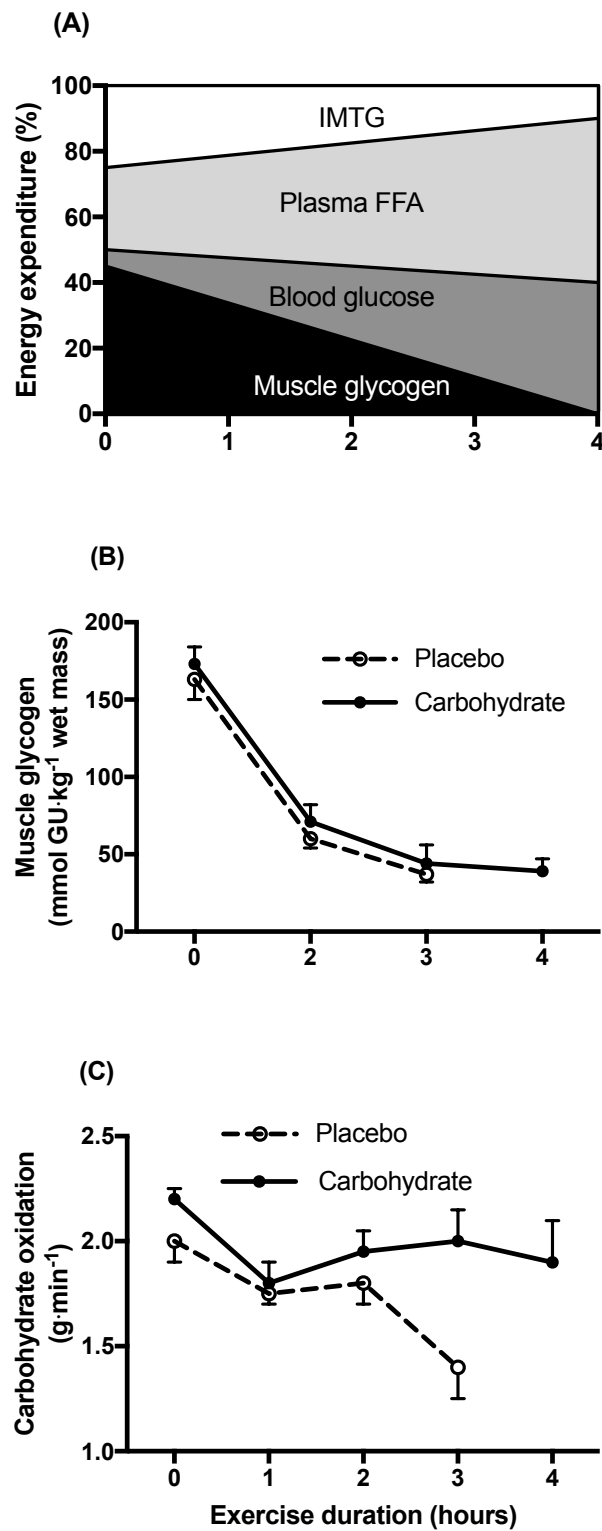 (A)
Energy expenditure (%)
100
80
60
40
20
0
IMTG
Plasma FFA
Blood glucose
Muscle glycogen
0 1 2 3 4
(B)
Muscle glycogen
(mmol GU·kg⁻¹ wet mass)
200
150
100
50
0
Placebo
Carbohydrate
0 2 3 4
(C)
Carbohydrate oxidation
(g·min⁻¹)
2.5
2.0
1.5
1.0
Placebo
Carbohydrate
0 1 2 3 4
Exercise duration (hours)